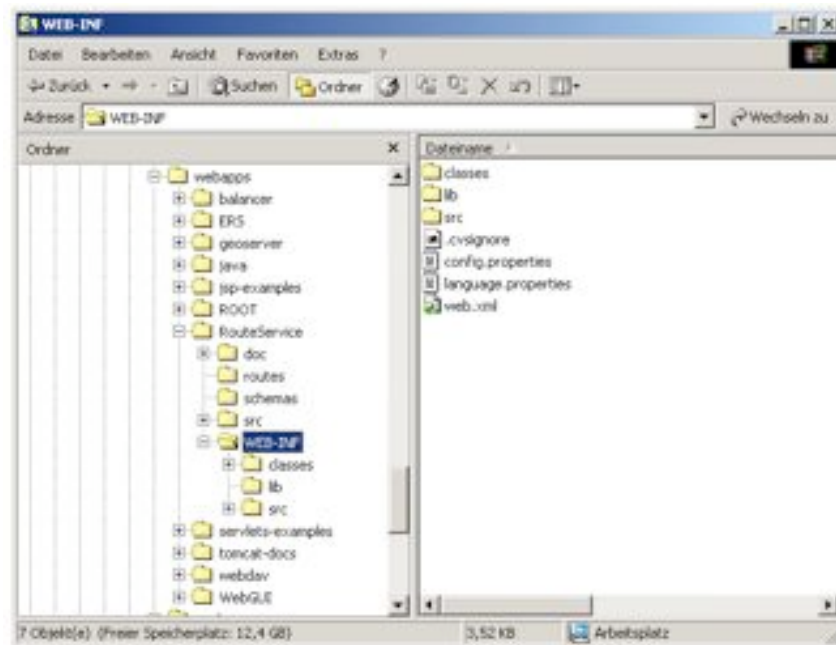 WEB-INF
Datei Bearbeiten Ansicht Favoriten Extras ?
Zurück Suchen Ordner
Adresse WEB-INF Wechseln zu
Ordner
webapps
balancer
ERS
geoserver
java
jsp-examples
ROOT
RouteService
doc
routes
schemas
src
WEB-INF
classes
lib
src
servlets-examples
tomcat-docs
webdav
WebGUI
Dateiname
classes
lib
src
.cvsignore
config.properties
language.properties
web.xml
7 Objekt(e) (Freier Speicherplatz: 12,4 GB) 3,52 KB Arbeitsplatz